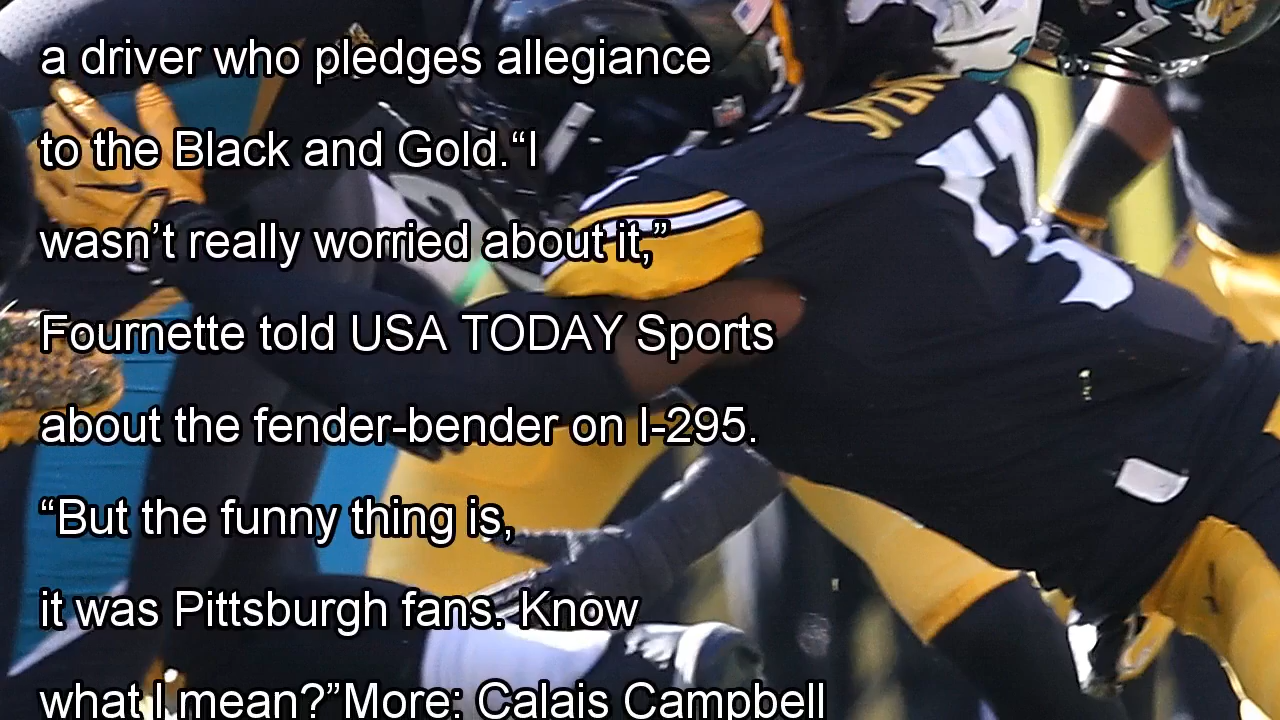 a driver who pledges allegiance
to the Black and Gold.“I
wasn’t really worried about it,”
Fournette told USA TODAY Sports
about the fender-bender on I-295.
“But the funny thing is,
it was Pittsburgh fans. Know
what I mean?”More: Calais Campbell